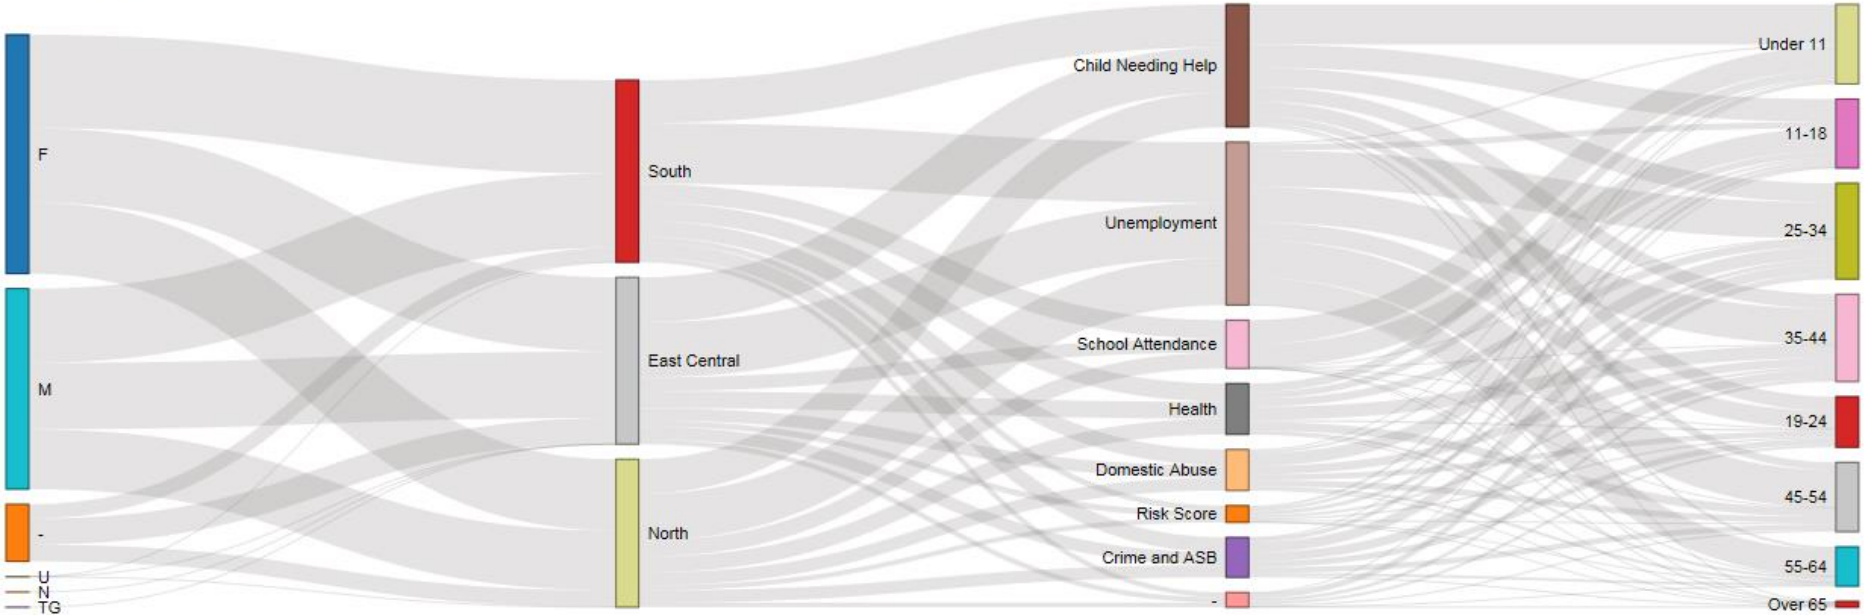 F
M
-
U
N
TG
South
East Central
North
Child Needing Help
Unemployment
School Attendance
Health
Domestic Abuse
Risk Score
Crime and ASB
-
Under 11
11-18
25-34
35-44
19-24
45-54
55-64
Over 65